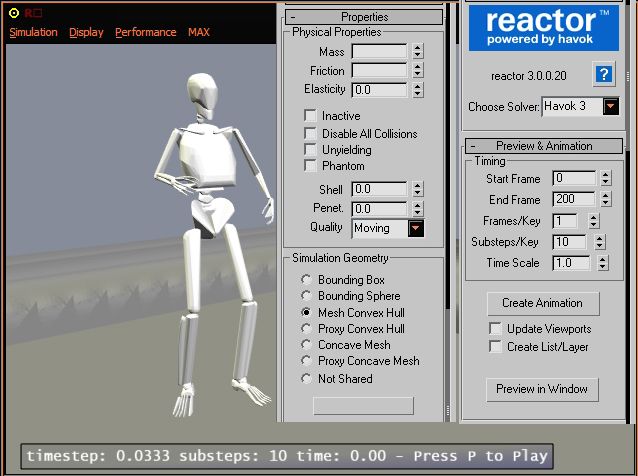 R
Simulation Display Performance MAX
- Properties
Physical Properties
Mass
Friction
Elasticity 0.0
Inactive
Disable All Collisions
Unyielding
Phantom
Shell 0.0
Penet. 0.0
Quality Moving
Simulation Geometry
Bounding Box
Bounding Sphere
Mesh Convex Hull
Proxy Convex Hull
Concave Mesh
Proxy Concave Mesh
Not Shared
reactor™
powered by havok
reactor 3.0.0.20 ?
Choose Solver: Havok 3
- Preview & Animation
Timing
Start Frame 0
End Frame 200
Frames/Key 1
Substeps/Key 10
Time Scale 1.0
Create Animation
Update Viewports
Create List/Layer
Preview in Window
timestep: 0.0333 substeps: 10 time: 0.00 - Press P to Play